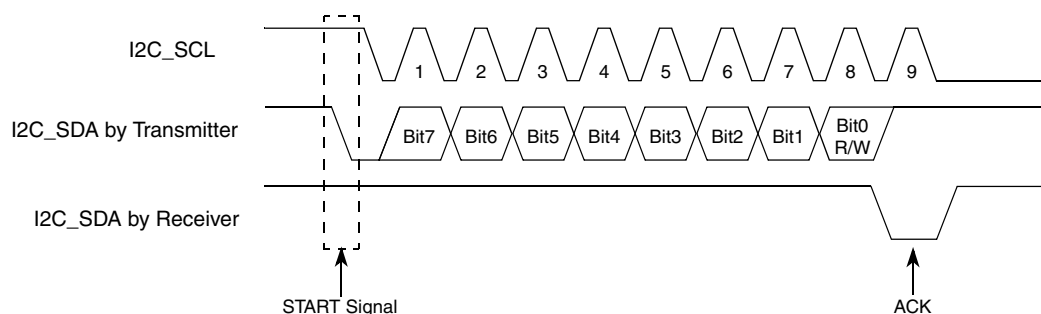 I2C_SCL
1 2 3 4 5 6 7 8 9
I2C_SDA by Transmitter
Bit7 Bit6 Bit5 Bit4 Bit3 Bit2 Bit1 Bit0
R/W
I2C_SDA by Receiver
START Signal ACK